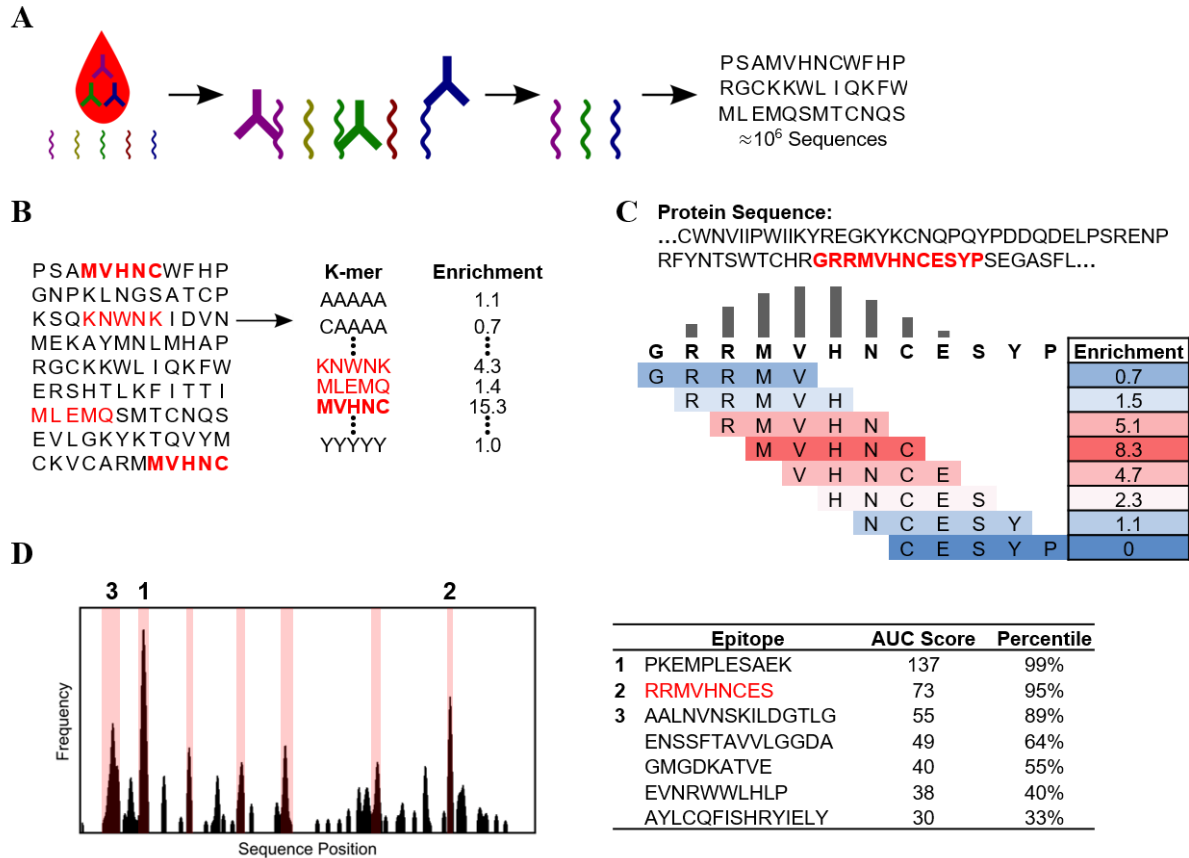 A
PSAMVHNCWFHP
RGCKKWLIQKFW
MLEMQSMTCNQS
≈10⁶ Sequences
B
PSAMVHNCWFHP
GNPKLNGSATCP
KSQKNWNKIDVN
MEKAYMNLMHAP
RGCKKWLIQKFW
ERSHTLKFITTI
MLEMQSMTCNQS
EVLGKYKTQVYM
CKVCARMMVHNC
K-mer Enrichment
AAAAA 1.1
CAAAA 0.7
KNWNK 4.3
MLEMQ 1.4
MVHNC 15.3
YYYYY 1.0
C
Protein Sequence:
...CWNVIIPWIIKYREGKYKCNQPQYPDDQDELPSRENP
RFYNTSWTCHRGRRMVHNCESYPSEGASFL...
G R R M V H N C E S Y P Enrichment
G R R M V 0.7
R R M V H 1.5
R M V H N 5.1
M V H N C 8.3
V H N C E 4.7
H N C E S 2.3
N C E S Y 1.1
C E S Y P 0
D
3 1 2
Frequency
Sequence Position
Epitope AUC Score Percentile
1 PKEMPLESAEK 137 99%
2 RRMVHNCES 73 95%
3 AALNVNSKILDGTLG 55 89%
ENSSFTAVVLGGDA 49 64%
GMGDKATVE 40 55%
EVNRWWLHLP 38 40%
AYLCQFISHRYIELY 30 33%